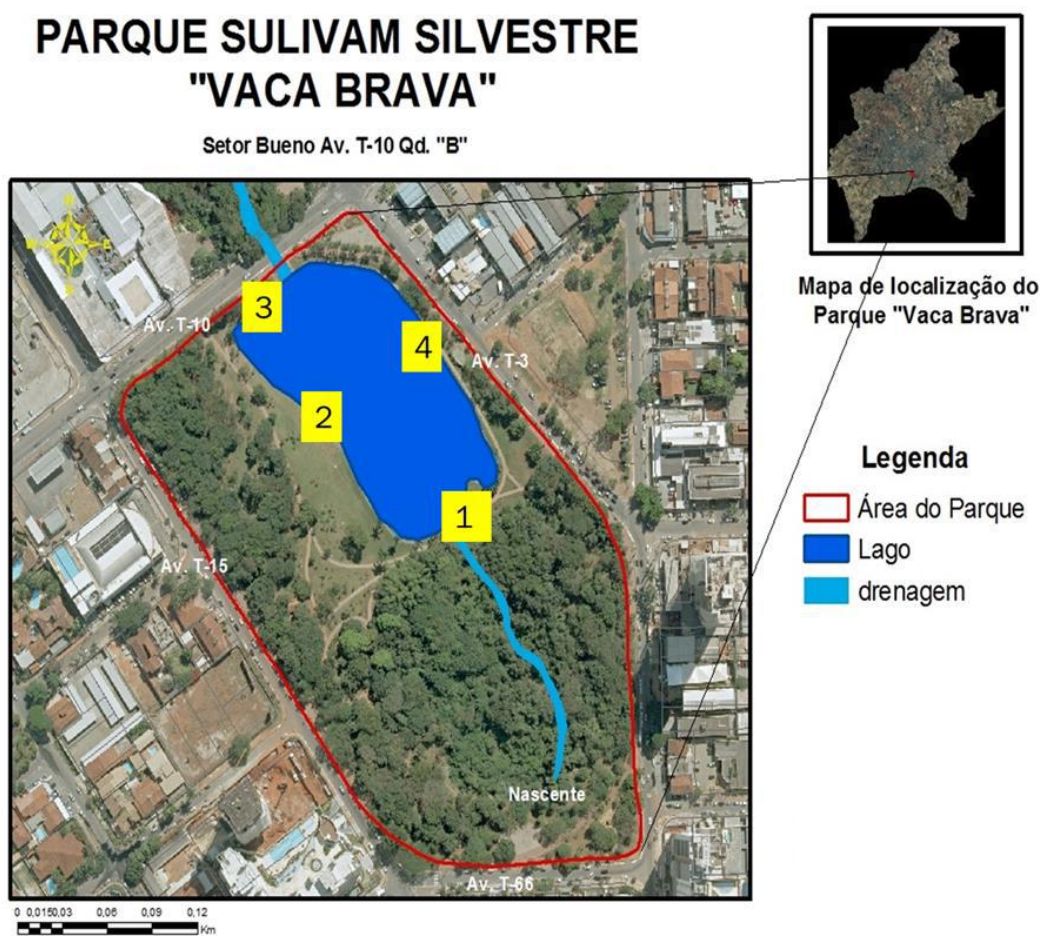 PARQUE SULIVAM SILVESTRE
"VACA BRAVA"
Setor Bueno Av. T-10 Qd. "B"
Mapa de localização do
Parque "Vaca Brava"
N
W
E
S
Av. T-10
3
4
Av. T-3
2
1
Av. T-15
Nascente
Av. T-66
Legenda
Área do Parque
Lago
drenagem
0 0,0150,03 0,06 0,09 0,12
Km